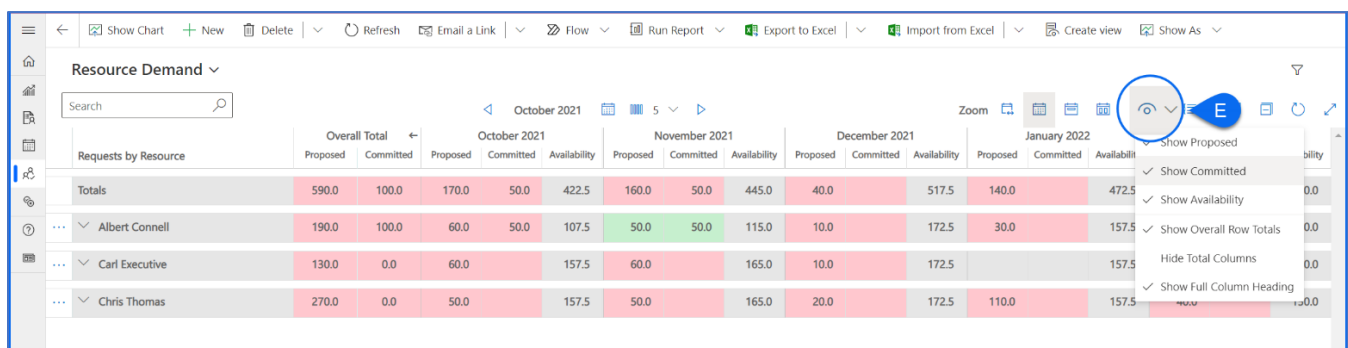 Show Chart New Delete Refresh Email a Link Flow Run Report Export to Excel Import from Excel Create view Show As
Resource Demand
Search October 2021 5 Zoom E
Overall Total October 2021 November 2021 December 2021 January 2022
Requests by Resource Proposed Committed Proposed Committed Availability Proposed Committed Availability Proposed Committed Availability Proposed Committed
Show Proposed
Totals 590.0 100.0 170.0 50.0 422.5 160.0 50.0 445.0 40.0 517.5 140.0 472.5
Show Committed
Show Availability
Albert Connell 190.0 100.0 60.0 50.0 107.5 50.0 50.0 115.0 10.0 172.5 30.0 157.5
Show Overall Row Totals
Carl Executive 130.0 0.0 60.0 157.5 60.0 165.0 10.0 172.5 157.5
Hide Total Columns
Show Full Column Heading
Chris Thomas 270.0 0.0 50.0 157.5 50.0 165.0 20.0 172.5 110.0 157.5